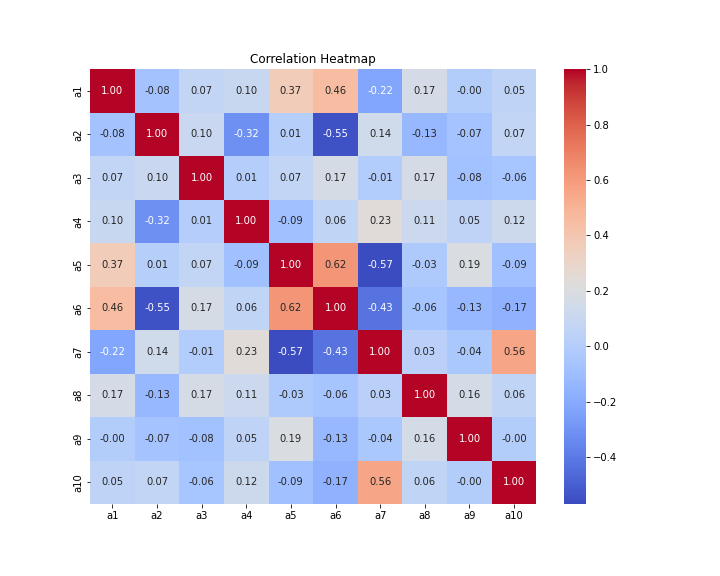 Correlation Heatmap
a1 1.00 -0.08 0.07 0.10 0.37 0.46 -0.22 0.17 -0.00 0.05
a2 -0.08 1.00 0.10 -0.32 0.01 -0.55 0.14 -0.13 -0.07 0.07
a3 0.07 0.10 1.00 0.01 0.07 0.17 -0.01 0.17 -0.08 -0.06
a4 0.10 -0.32 0.01 1.00 -0.09 0.06 0.23 0.11 0.05 0.12
a5 0.37 0.01 0.07 -0.09 1.00 0.62 -0.57 -0.03 0.19 -0.09
a6 0.46 -0.55 0.17 0.06 0.62 1.00 -0.43 -0.06 -0.13 -0.17
a7 -0.22 0.14 -0.01 0.23 -0.57 -0.43 1.00 0.03 -0.04 0.56
a8 0.17 -0.13 0.17 0.11 -0.03 -0.06 0.03 1.00 0.16 0.06
a9 -0.00 -0.07 -0.08 0.05 0.19 -0.13 -0.04 0.16 1.00 -0.00
a10 0.05 0.07 -0.06 0.12 -0.09 -0.17 0.56 0.06 -0.00 1.00
a1 a2 a3 a4 a5 a6 a7 a8 a9 a10
1.0
0.8
0.6
0.4
0.2
0.0
−0.2
−0.4